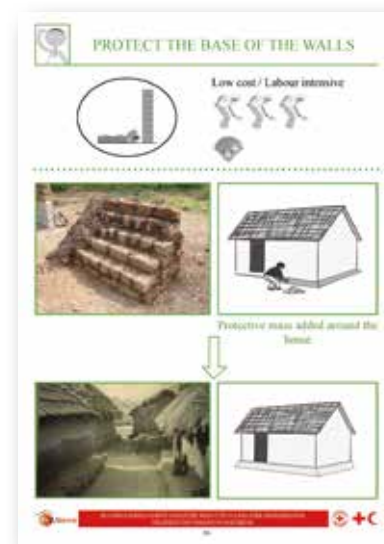 PROTECT THE BASE OF THE WALLS
Low cost / Labour intensive
Protective mass added around the
house